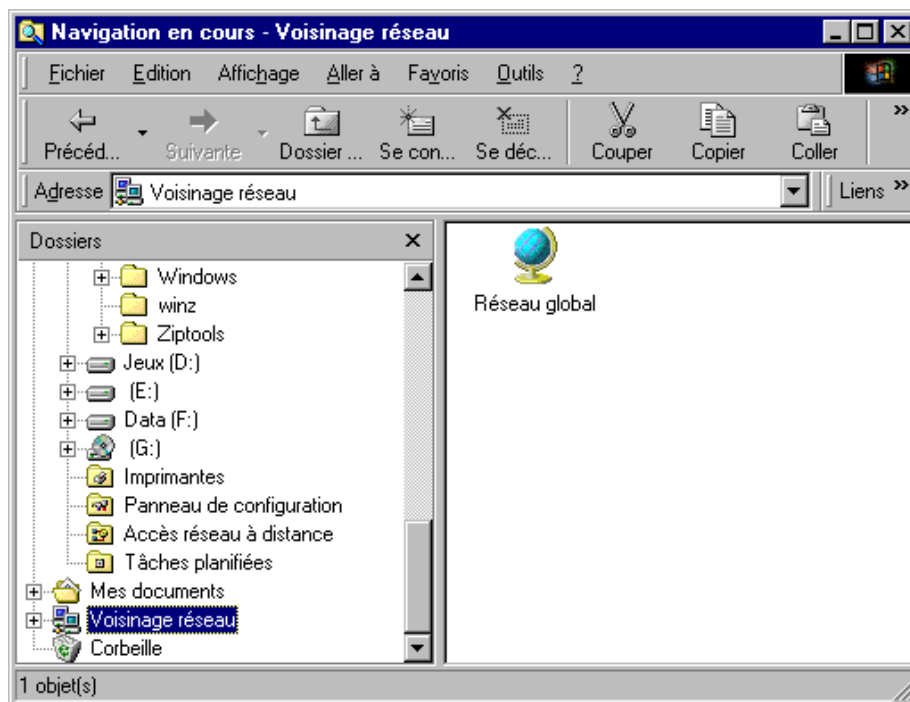 Navigation en cours - Voisinage réseau
Fichier Edition Affichage Aller à Favoris Outils ?
Précéd... Suivante Dossier ... Se con... Se déc... Couper Copier Coller »
Adresse Voisinage réseau Liens »
Dossiers
Windows
winz
Ziptools
Jeux (D:)
(E:)
Data (F:)
(G:)
Imprimantes
Panneau de configuration
Accès réseau à distance
Tâches planifiées
Mes documents
Voisinage réseau
Corbeille
Réseau global
1 objet(s)